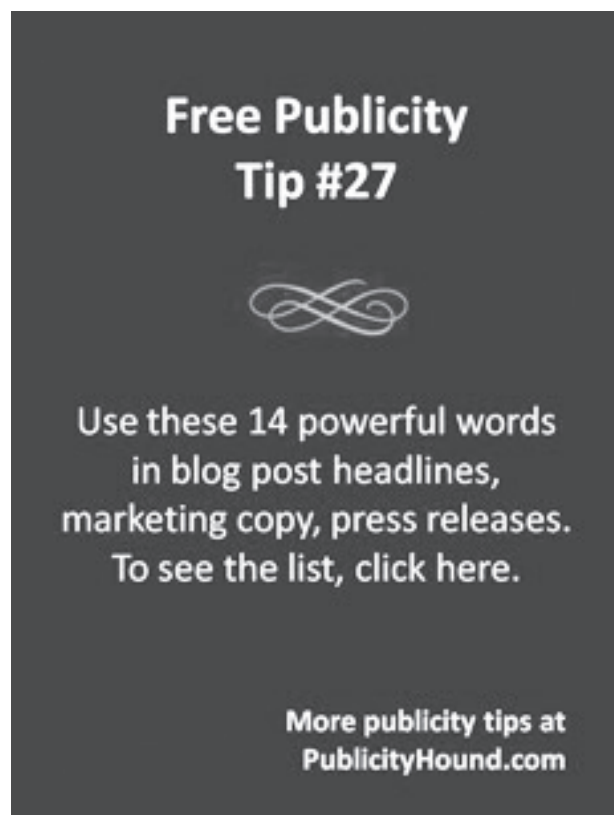 Free Publicity
Tip #27
Use these 14 powerful words
in blog post headlines,
marketing copy, press releases.
To see the list, click here.
More publicity tips at
PublicityHound.com